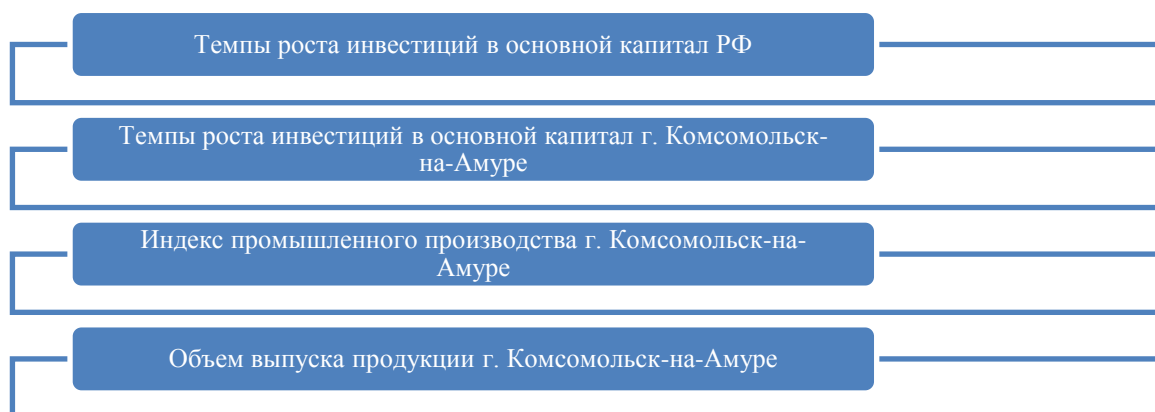 Темпы роста инвестиций в основной капитал РФ
Темпы роста инвестиций в основной капитал г. Комсомольск-
на-Амуре
Индекс промышленного производства г. Комсомольск-на-
Амуре
Объем выпуска продукции г. Комсомольск-на-Амуре